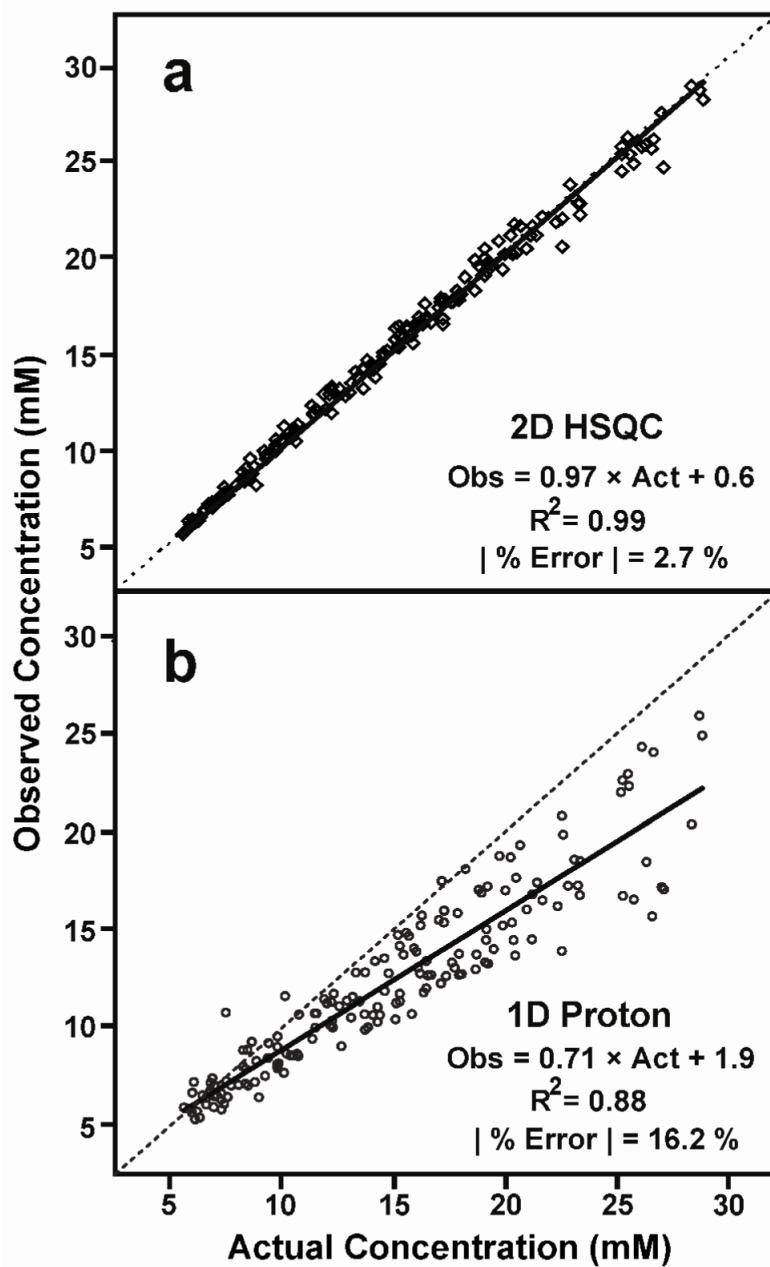 Observed Concentration (mM)
a
30
25
20
15
10
5
2D HSQC
Obs = 0.97 × Act + 0.6
R²= 0.99
| % Error | = 2.7 %
b
30
25
20
15
10
5
1D Proton
Obs = 0.71 × Act + 1.9
R²= 0.88
| % Error | = 16.2 %
5 10 15 20 25 30
Actual Concentration (mM)